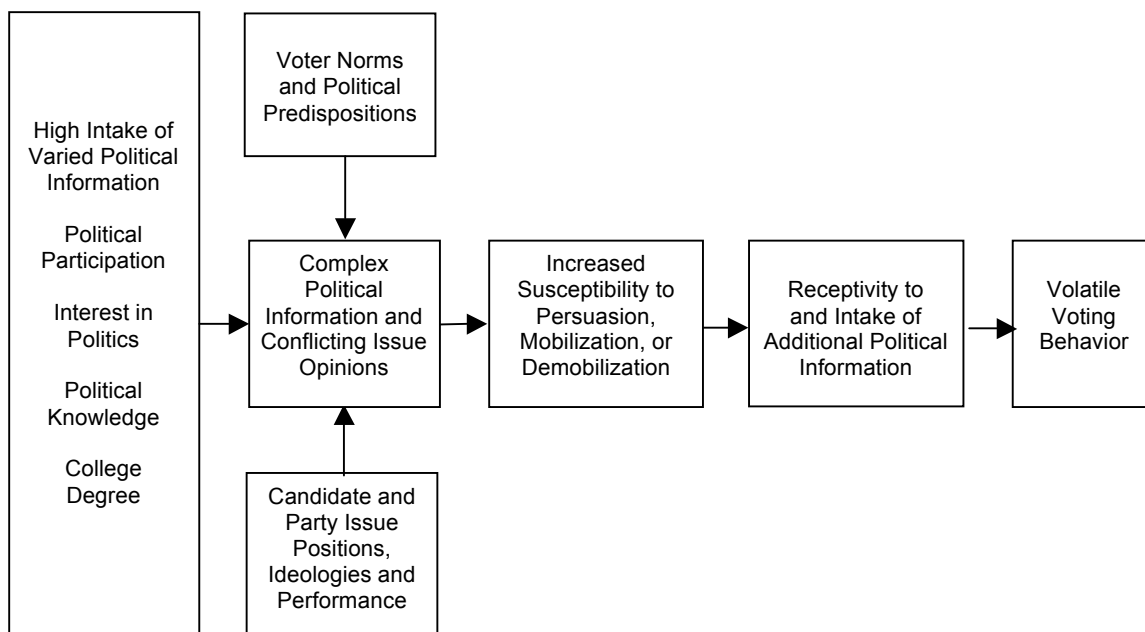 High Intake of
Varied Political
Information
Political
Participation
Interest in
Politics
Political
Knowledge
College
Degree
Voter Norms
and Political
Predispositions
Complex
Political
Information and
Conflicting Issue
Opinions
Candidate and
Party Issue
Positions,
Ideologies and
Performance
Increased
Susceptibility to
Persuasion,
Mobilization, or
Demobilization
Receptivity to
and Intake of
Additional Political
Information
Volatile
Voting
Behavior